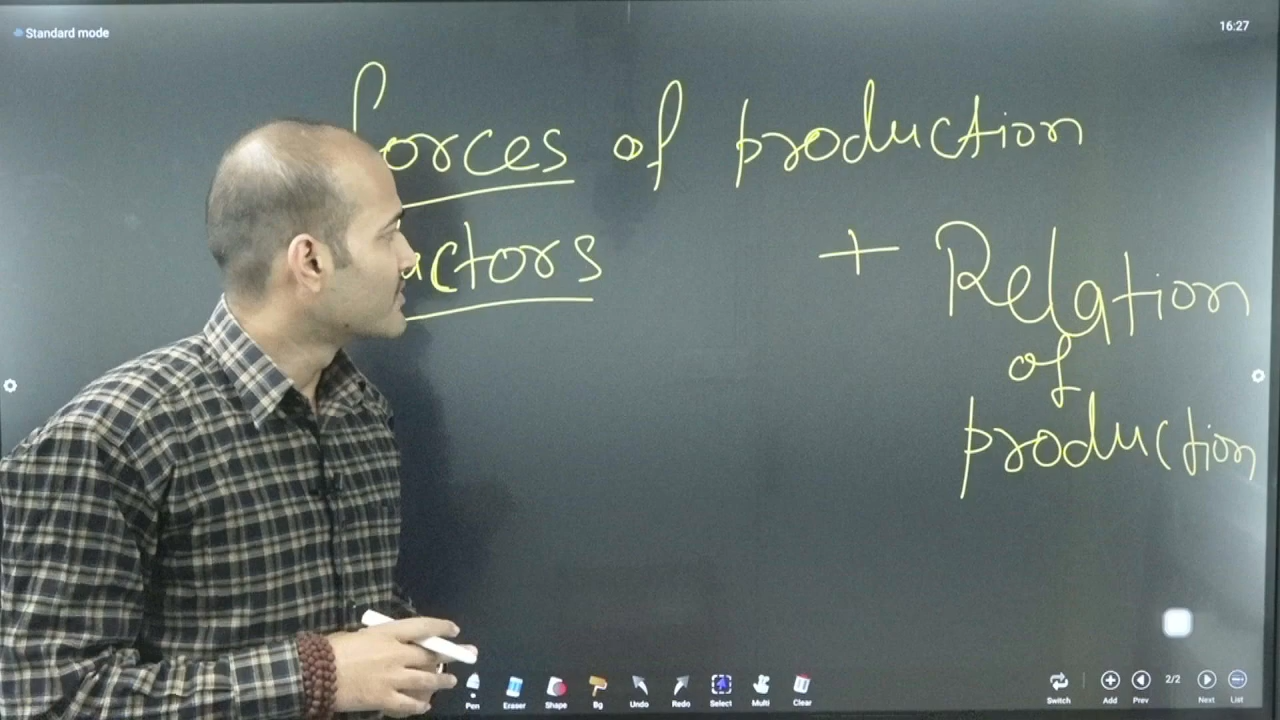 Standard mode
16:27
forces of production
actors
+ Relation
of
production
Pen Eraser Shape Bg Undo Redo Select Multi Clear
Switch Add Prev 2/2 Next List